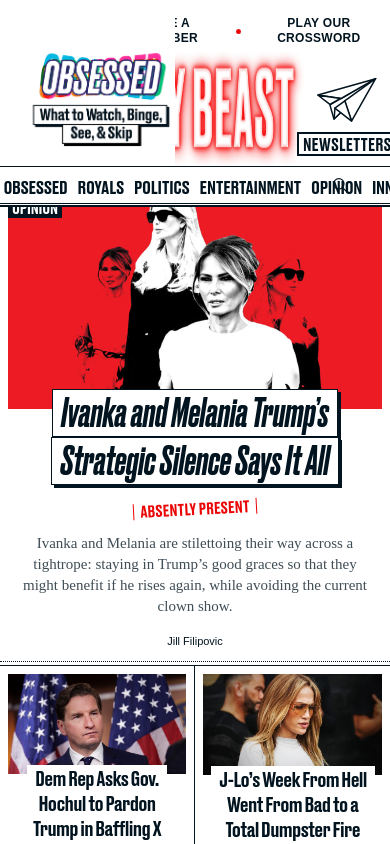 E A
BER
PLAY OUR
CROSSWORD
OBSESSED
What to Watch, Binge,
See, & Skip
Y BEAST
NEWSLETTERS
OBSESSED ROYALS POLITICS ENTERTAINMENT OPINION INN
OPINION
Ivanka and Melania Trump’s
Strategic Silence Says It All
ABSENTLY PRESENT
Ivanka and Melania are stilettoing their way across a
tightrope: staying in Trump’s good graces so that they
might benefit if he rises again, while avoiding the current
clown show.
Jill Filipovic
Dem Rep Asks Gov.
Hochul to Pardon
Trump in Baffling X
J-Lo’s Week From Hell
Went From Bad to a
Total Dumpster Fire